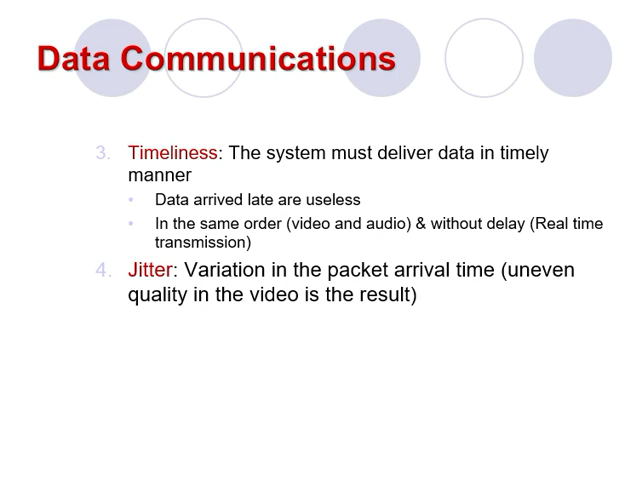 Data Communications
3. Timeliness: The system must deliver data in timely
manner
• Data arrived late are useless
• In the same order (video and audio) & without delay (Real time
transmission)
4. Jitter: Variation in the packet arrival time (uneven
quality in the video is the result)